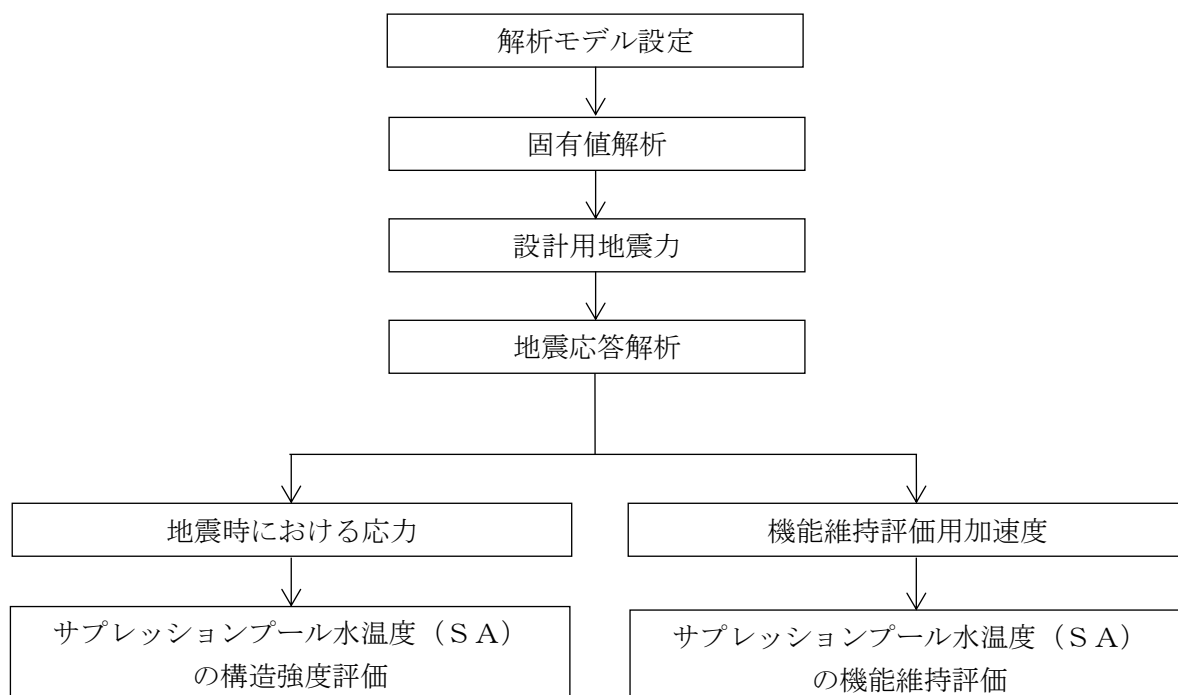 解析モデル設定
固有値解析
設計用地震力
地震応答解析
地震時における応力
機能維持評価用加速度
サプレッションプール水温度（ＳＡ）
の構造強度評価
サプレッションプール水温度（ＳＡ）
の機能維持評価